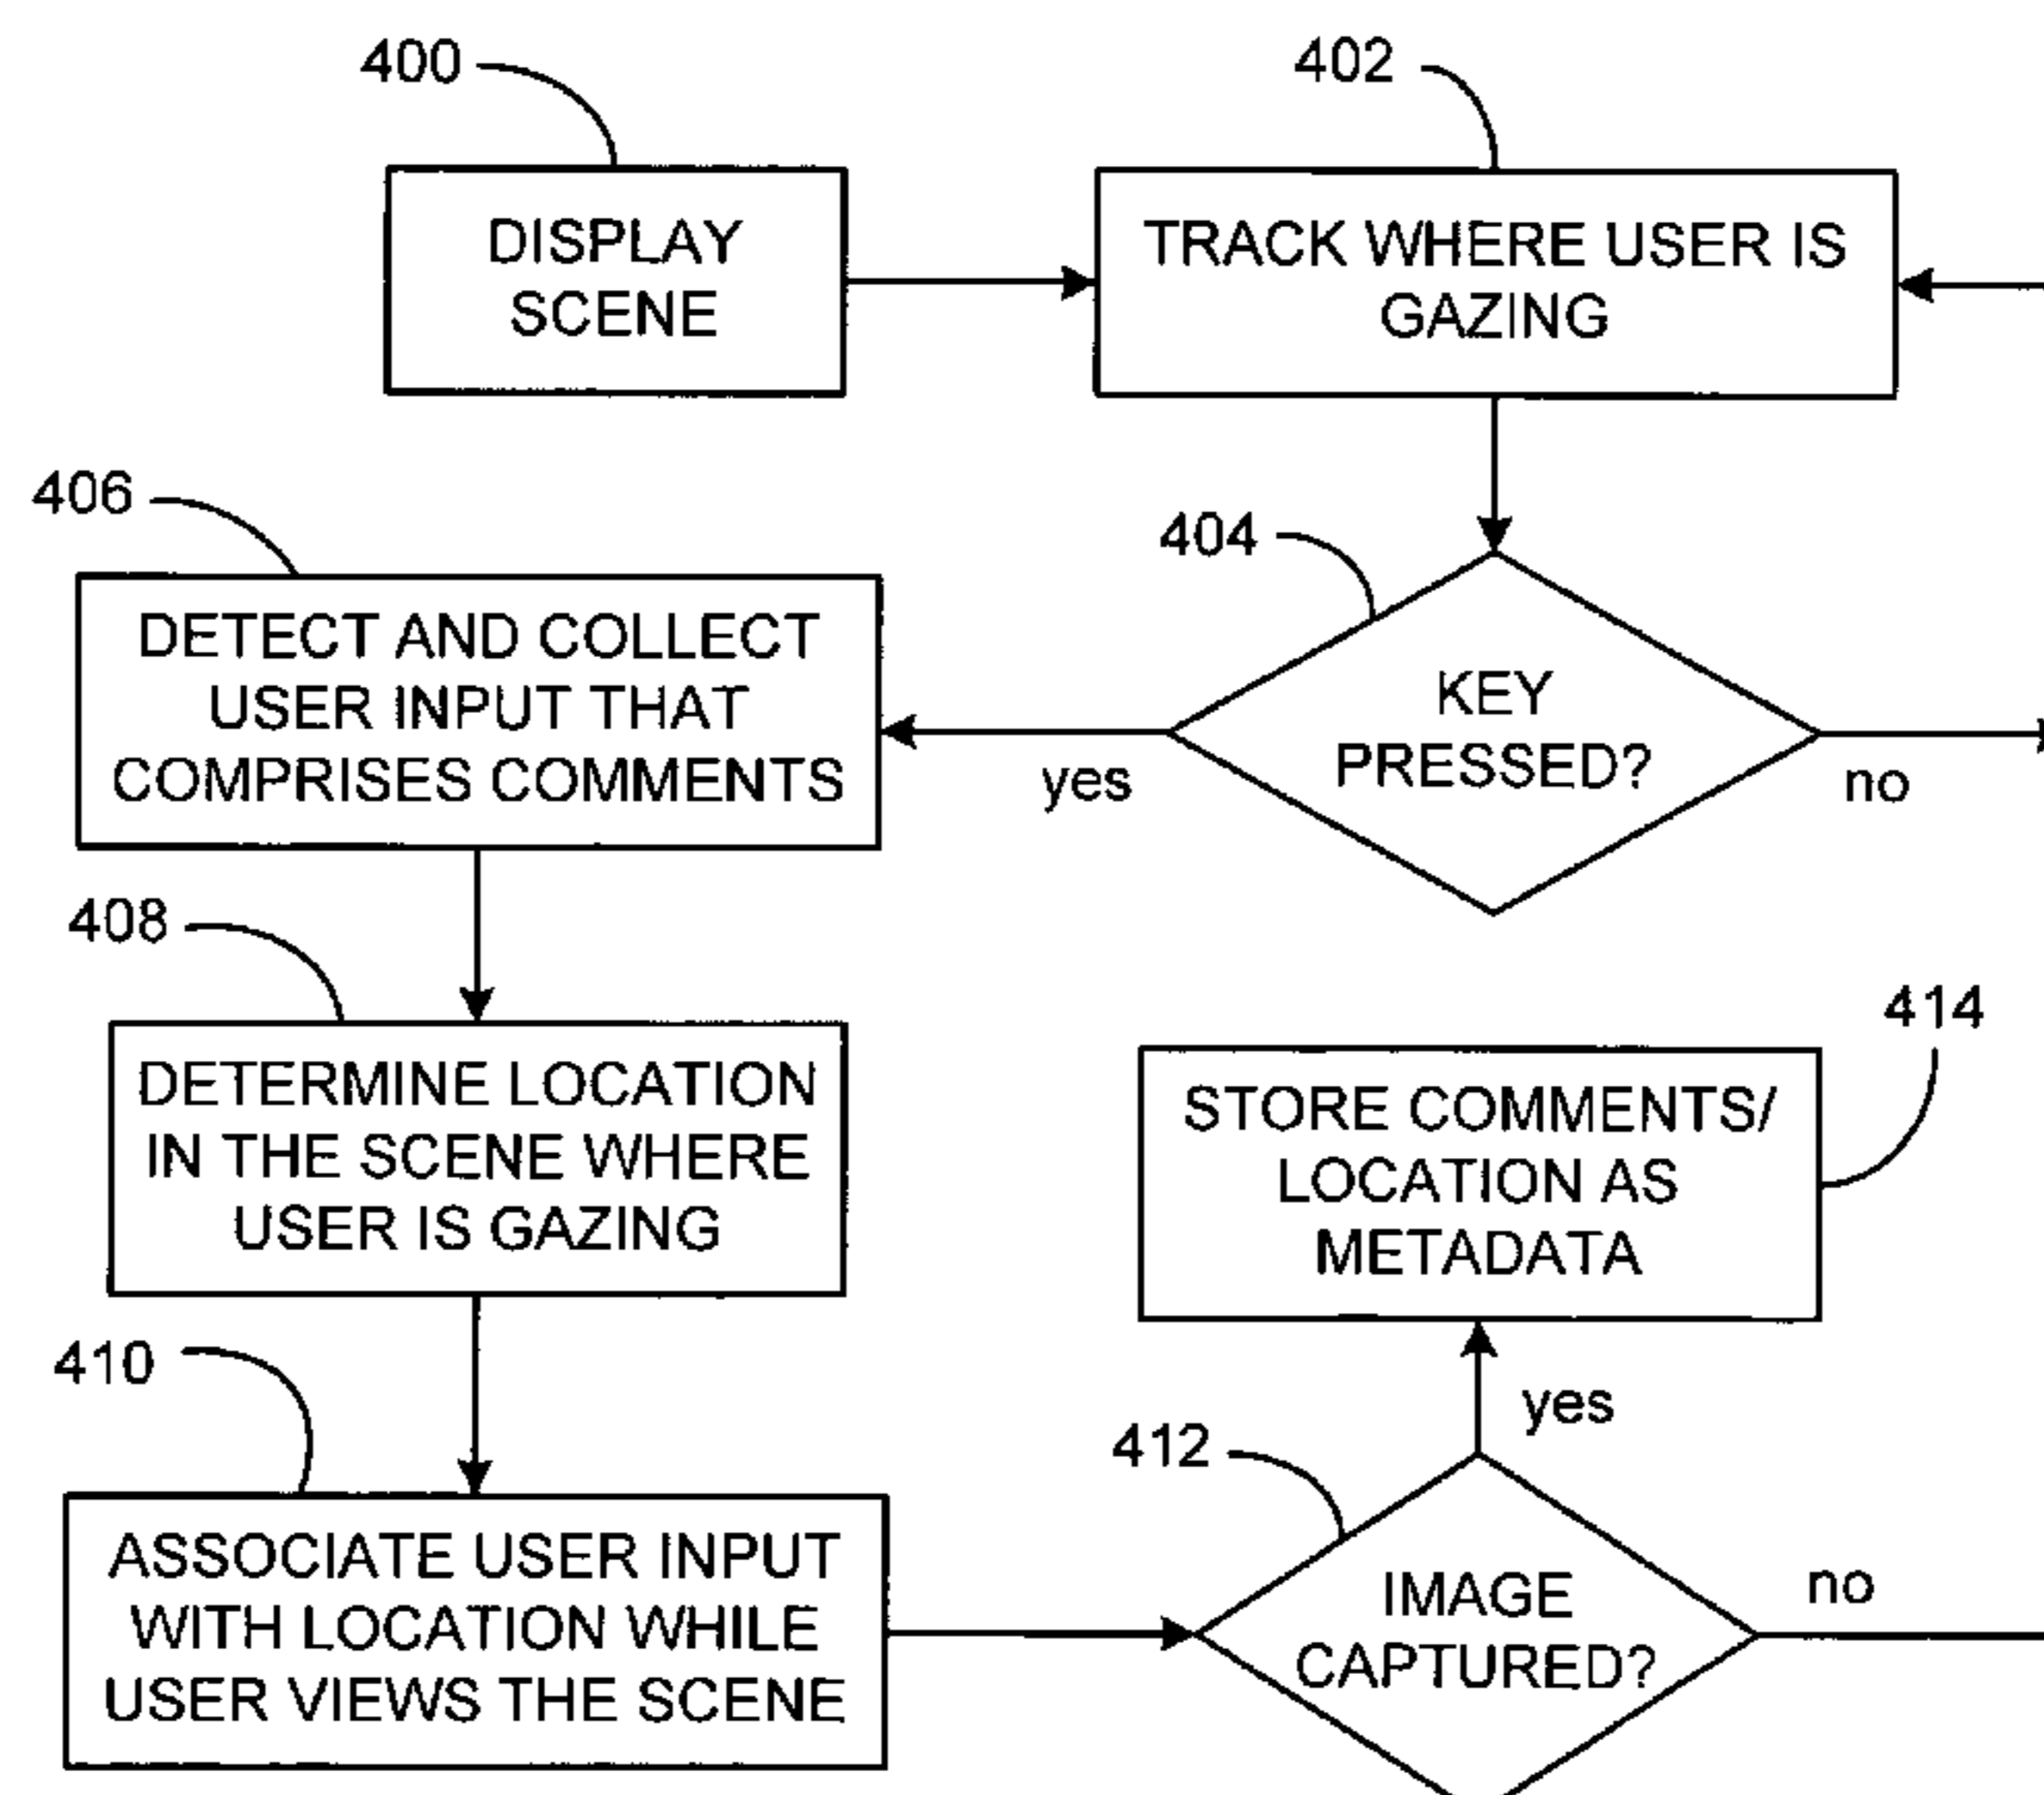 400
DISPLAY
SCENE
402
TRACK WHERE USER IS
GAZING
404
KEY
PRESSED?
yes
no
406
DETECT AND COLLECT
USER INPUT THAT
COMPRISES COMMENTS
408
DETERMINE LOCATION
IN THE SCENE WHERE
USER IS GAZING
410
ASSOCIATE USER INPUT
WITH LOCATION WHILE
USER VIEWS THE SCENE
412
IMAGE
CAPTURED?
yes
no
414
STORE COMMENTS/
LOCATION AS
METADATA